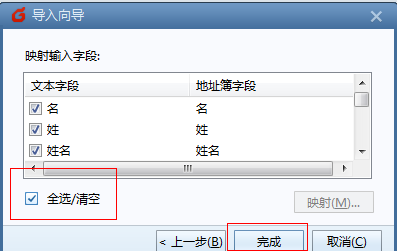 导入向导
映射输入字段:
文本字段 地址簿字段
名 名
姓 姓
姓名 姓名
全选/清空
映射(M)...
< 上一步(B) 完成 取消(C)